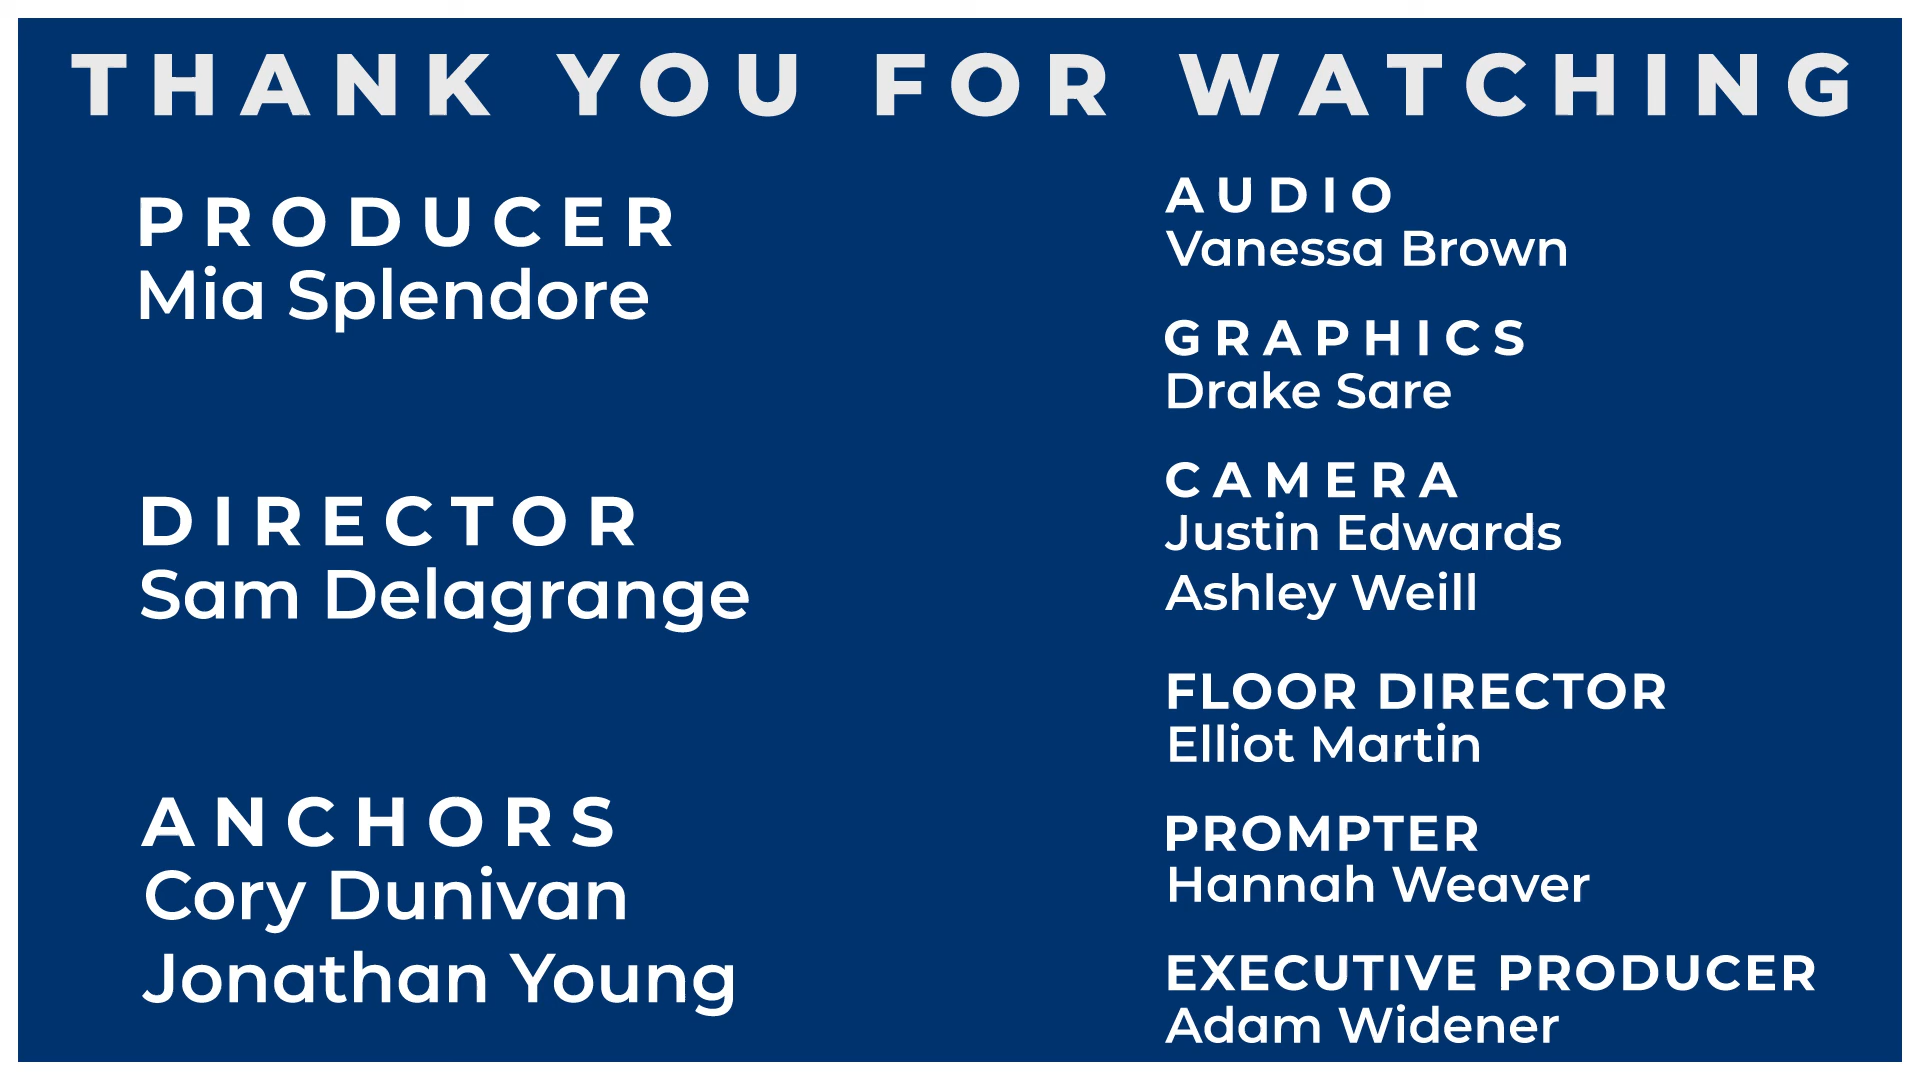 THANK YOU FOR WATCHING
PRODUCER
Mia Splendore
DIRECTOR
Sam Delagrange
ANCHORS
Cory Dunivan
Jonathan Young
AUDIO
Vanessa Brown
GRAPHICS
Drake Sare
CAMERA
Justin Edwards
Ashley Weill
FLOOR DIRECTOR
Elliot Martin
PROMPTER
Hannah Weaver
EXECUTIVE PRODUCER
Adam Widener